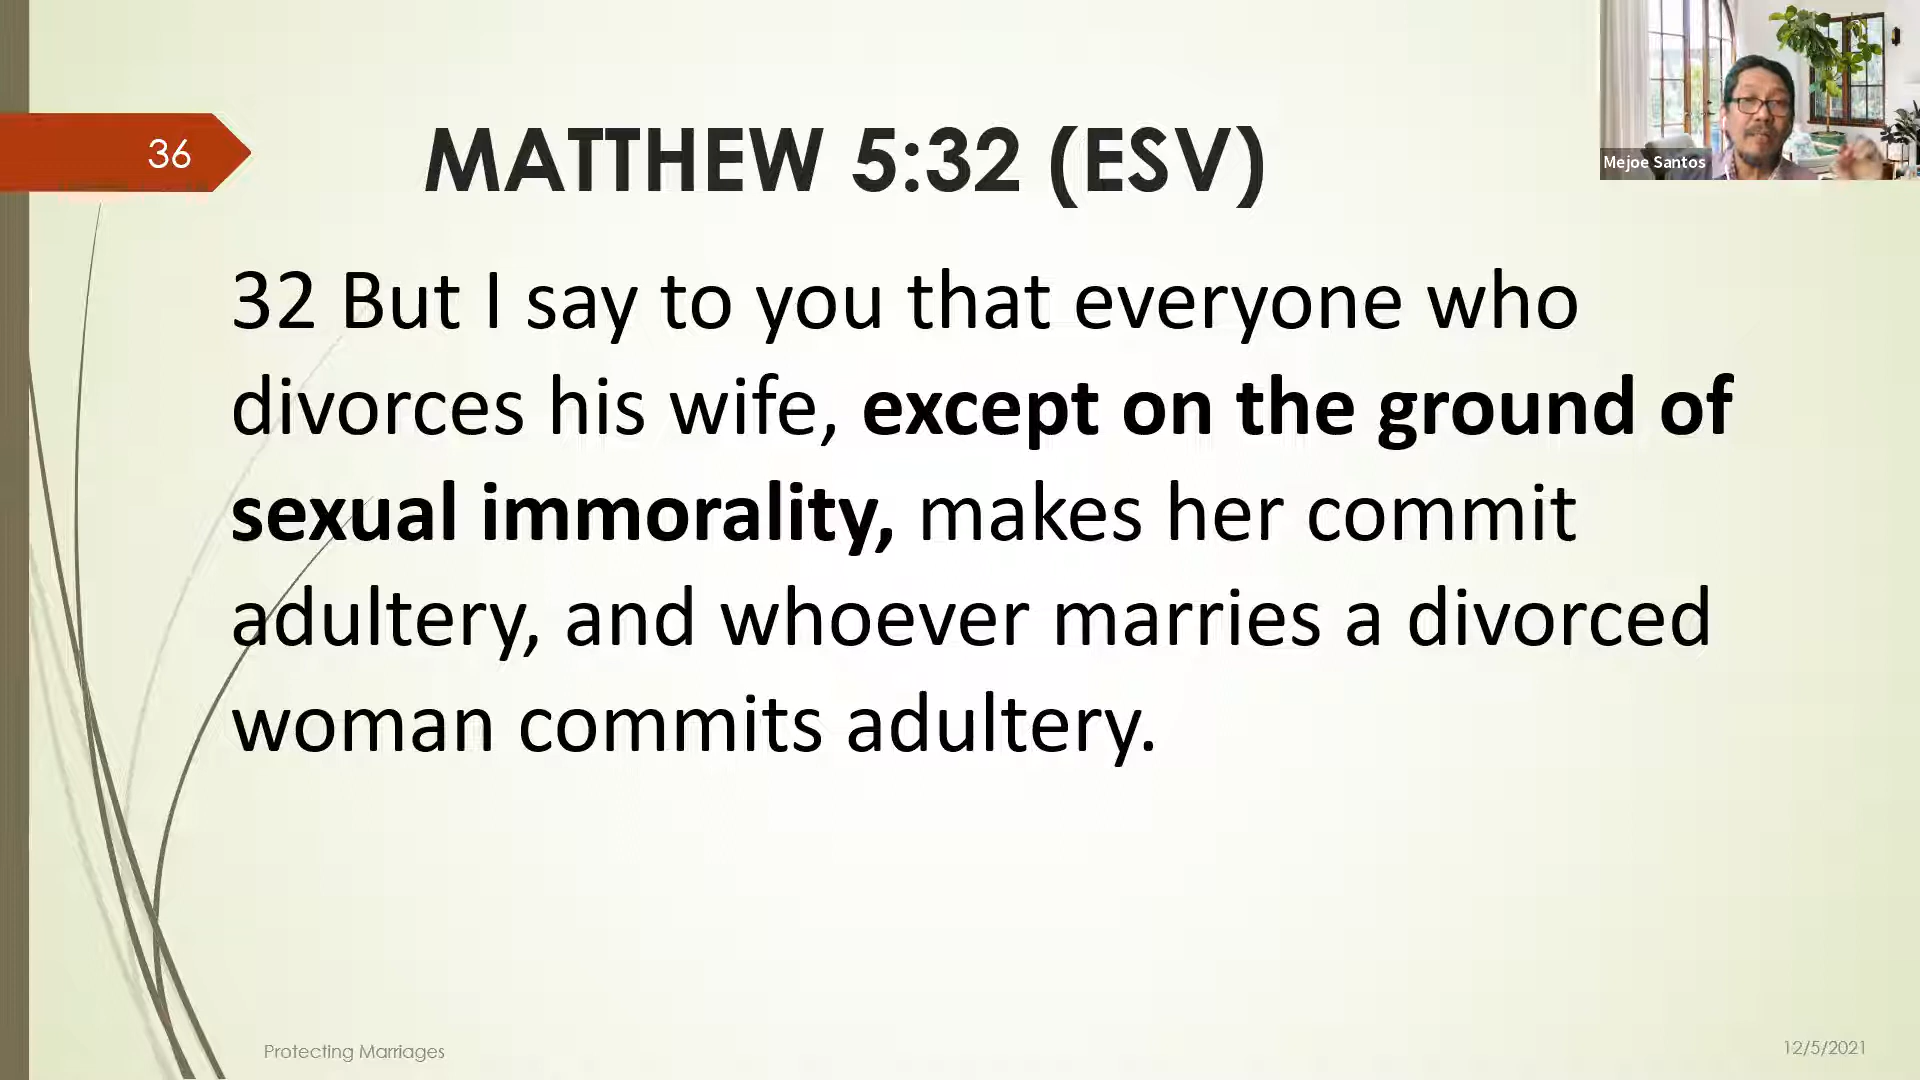 36
MATTHEW 5:32 (ESV)
Mejoe Santos
32 But I say to you that everyone who
divorces his wife, except on the ground of
sexual immorality, makes her commit
adultery, and whoever marries a divorced
woman commits adultery.
Protecting Marriages
12/5/2021